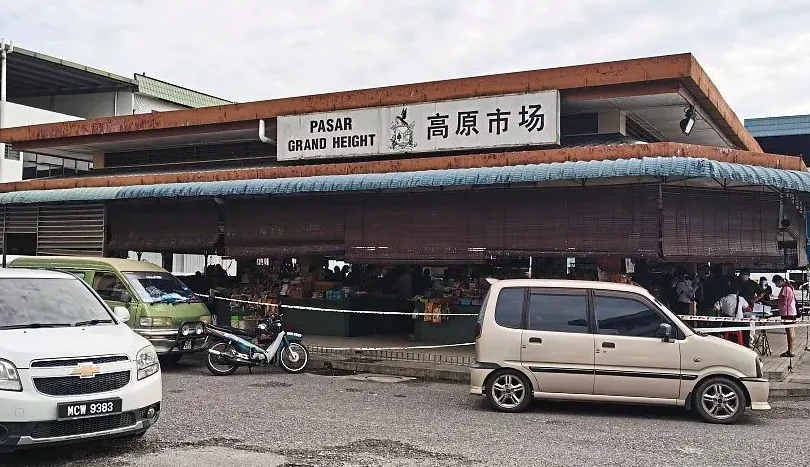 PASAR
GRAND HEIGHT
高原市场
MCW 9383